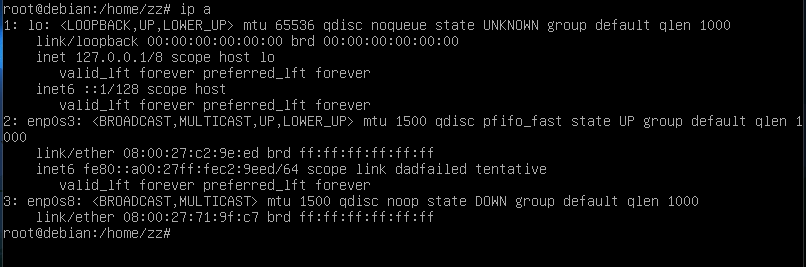 root@debian:/home/zz# ip a
1: lo: <LOOPBACK,UP,LOWER_UP> mtu 65536 qdisc noqueue state UNKNOWN group default qlen 1000
    link/loopback 00:00:00:00:00:00 brd 00:00:00:00:00:00
    inet 127.0.0.1/8 scope host lo
       valid_lft forever preferred_lft forever
    inet6 ::1/128 scope host
       valid_lft forever preferred_lft forever
2: enp0s3: <BROADCAST,MULTICAST,UP,LOWER_UP> mtu 1500 qdisc pfifo_fast state UP group default qlen 1
000
    link/ether 08:00:27:c2:9e:ed brd ff:ff:ff:ff:ff:ff
    inet6 fe80::a00:27ff:fec2:9eed/64 scope link dadfailed tentative
       valid_lft forever preferred_lft forever
3: enp0s8: <BROADCAST,MULTICAST> mtu 1500 qdisc noop state DOWN group default qlen 1000
    link/ether 08:00:27:71:9f:c7 brd ff:ff:ff:ff:ff:ff
root@debian:/home/zz#